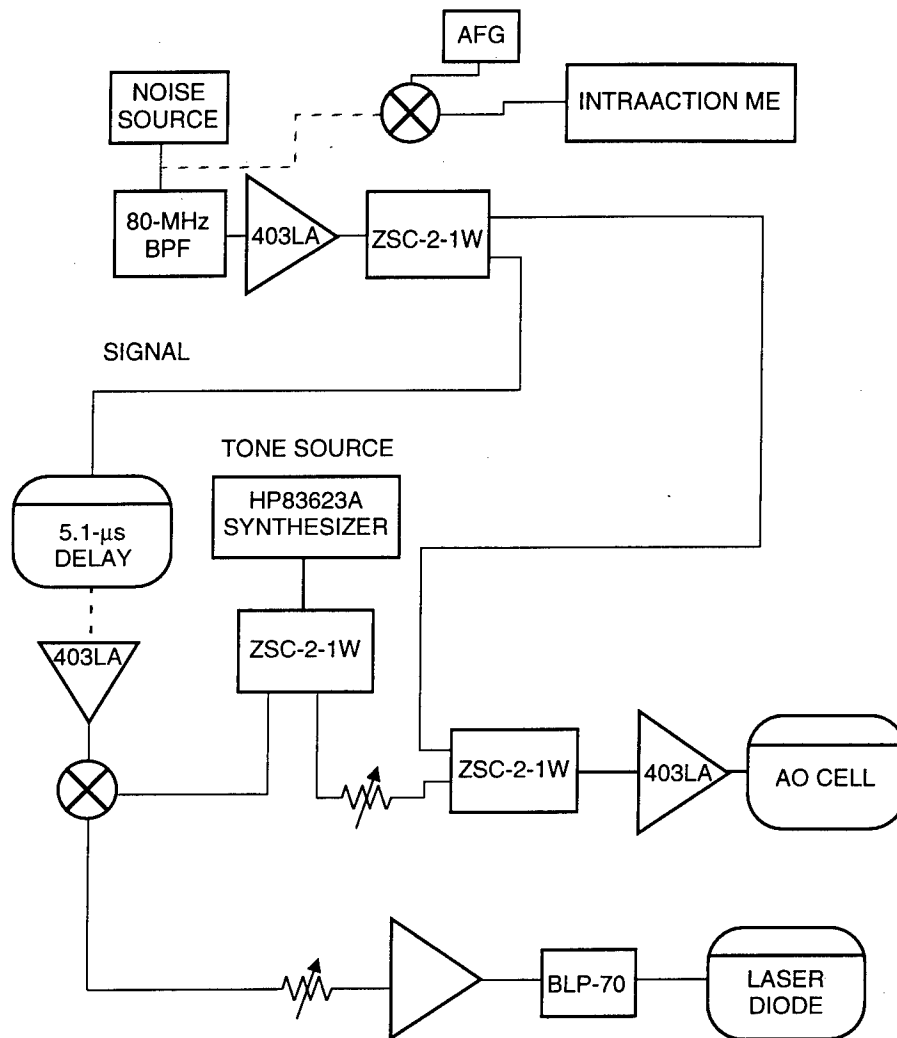 AFG
NOISE
SOURCE
INTRAACTION ME
80-MHz
BPF
403LA
ZSC-2-1W
SIGNAL
TONE SOURCE
HP83623A
SYNTHESIZER
5.1-μs
DELAY
403LA
ZSC-2-1W
ZSC-2-1W
403LA
AO CELL
BLP-70
LASER
DIODE